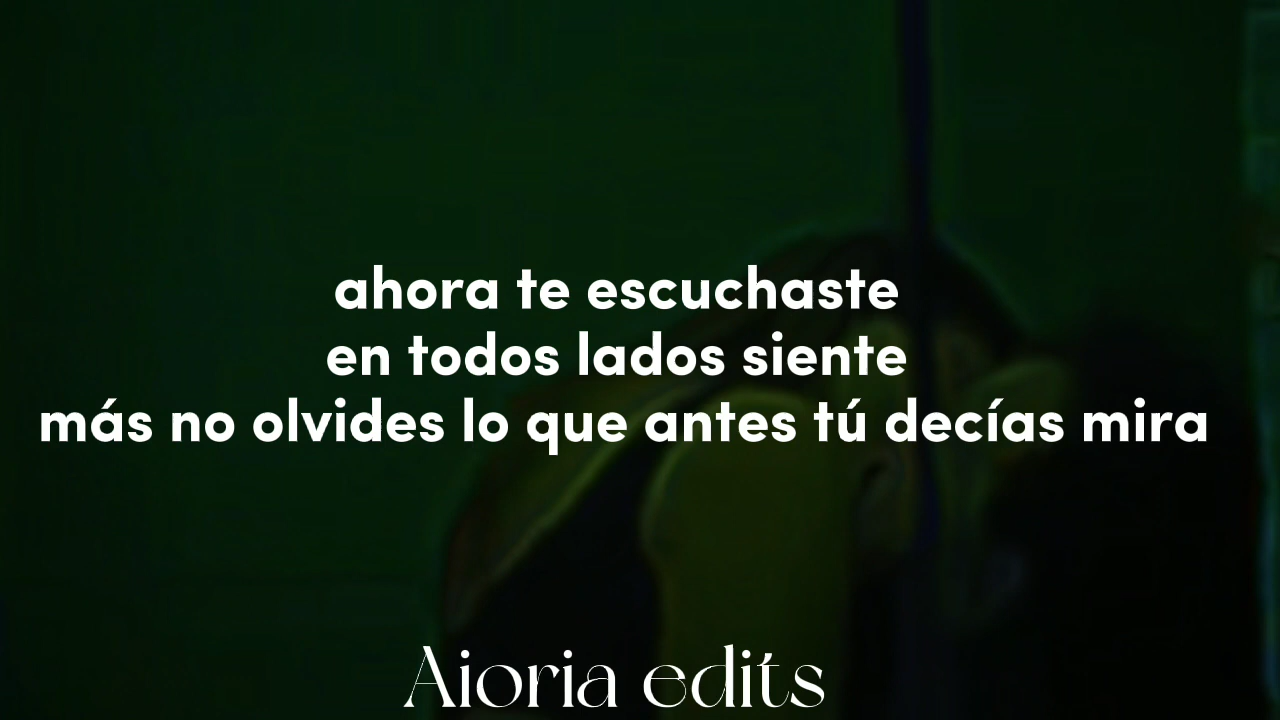 ahora te escuchaste
en todos lados siente
más no olvides lo que antes tú decías mira
Aioria edits